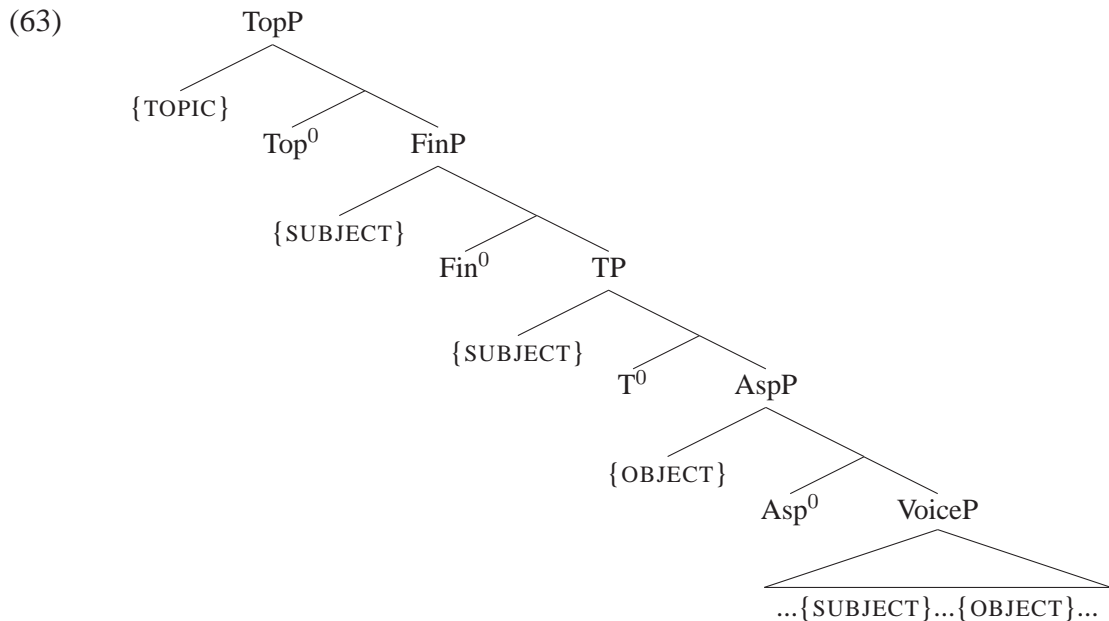 (63)
TopP
{TOPIC}
Top⁰
FinP
{SUBJECT}
Fin⁰
TP
{SUBJECT}
T⁰
AspP
{OBJECT}
Asp⁰
VoiceP
...{SUBJECT}...{OBJECT}...